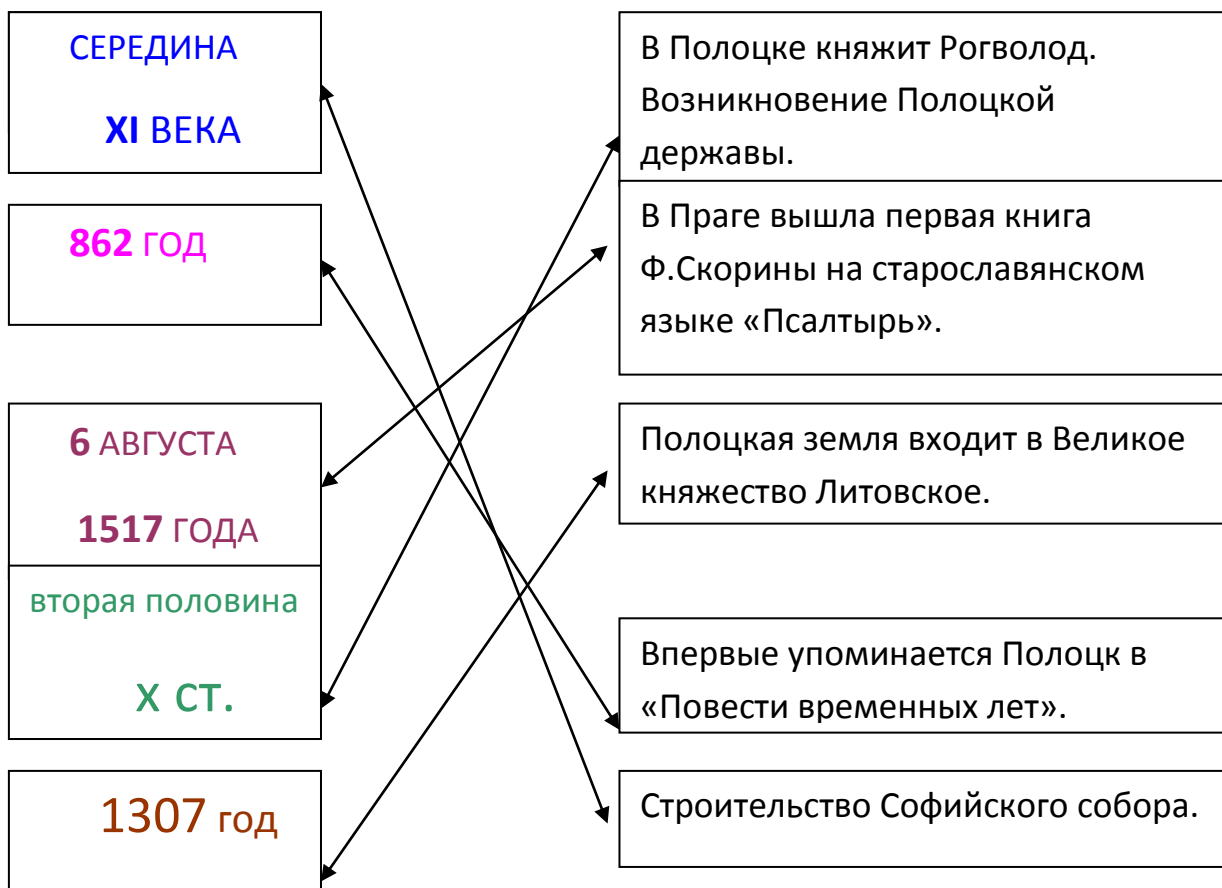 СЕРЕДИНА
XI ВЕКА
862 ГОД
6 АВГУСТА
1517 ГОДА
вторая половина
X СТ.
1307 год
В Полоцке княжит Рогволод.
Возникновение Полоцкой
державы.
В Праге вышла первая книга
Ф.Скорины на старославянском
языке «Псалтырь».
Полоцкая земля входит в Великое
княжество Литовское.
Впервые упоминается Полоцк в
«Повести временных лет».
Строительство Софийского собора.